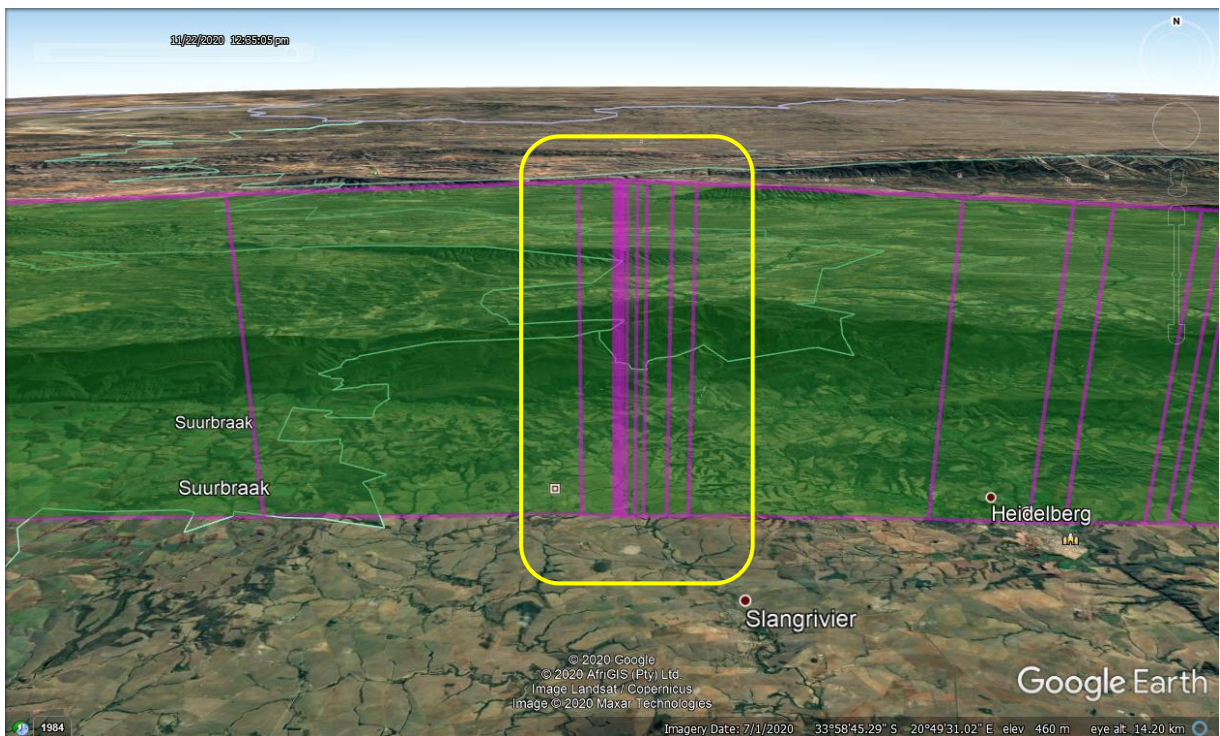 11/22/2020 12:35:05 pm
N
Suurbraak
Suurbraak
Heidelberg
Slangrivier
© 2020 Google
© 2020 AfriGIS (Pty) Ltd.
Image Landsat / Copernicus
Image © 2020 Maxar Technologies
Google Earth
1984
Imagery Date: 7/1/2020 33°58'45.29" S 20°49'31.02" E elev 460 m eye alt 14.20 km